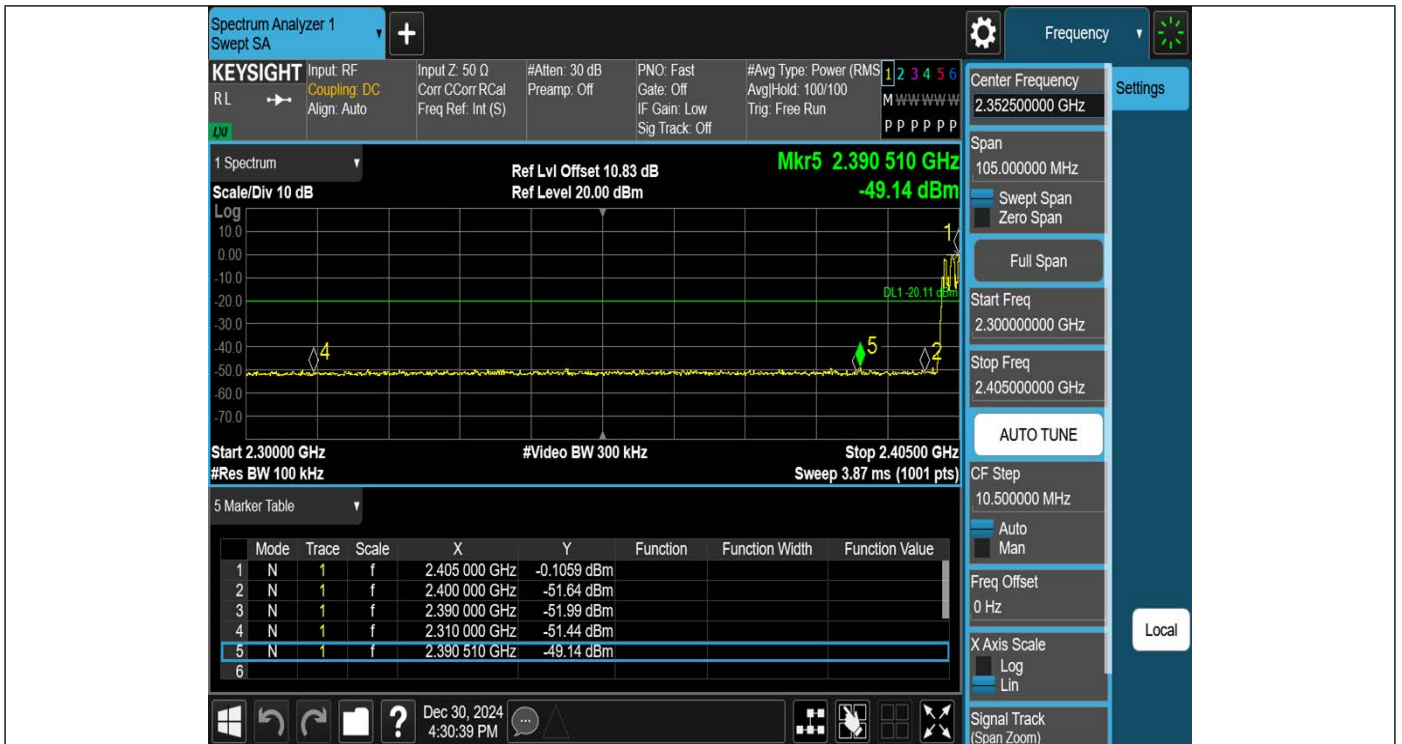 Spectrum Analyzer 1
Swept SA
+
Frequency
KEYSIGHT
RL
LXI
Input: RF
Coupling: DC
Align: Auto
Input Z: 50 Ω
Corr CCorr RCal
Freq Ref: Int (S)
#Atten: 30 dB
Preamp: Off
PNO: Fast
Gate: Off
IF Gain: Low
Sig Track: Off
#Avg Type: Power (RMS
Avg|Hold: 100/100
Trig: Free Run
1 2 3 4 5 6
M W W W W W
P P P P P P
1 Spectrum
Scale/Div 10 dB
Ref Lvl Offset 10.83 dB
Ref Level 20.00 dBm
Mkr5 2.390 510 GHz
-49.14 dBm
Log
10.0
0.00
-10.0
-20.0
-30.0
-40.0
-50.0
-60.0
-70.0
1
DL1 -20.11 dBm
4
5
2
Start 2.30000 GHz
#Video BW 300 kHz
Stop 2.40500 GHz
#Res BW 100 kHz
Sweep 3.87 ms (1001 pts)
5 Marker Table
Mode Trace Scale X Y Function Function Width Function Value
1 N 1 f 2.405 000 GHz -0.1059 dBm
2 N 1 f 2.400 000 GHz -51.64 dBm
3 N 1 f 2.390 000 GHz -51.99 dBm
4 N 1 f 2.310 000 GHz -51.44 dBm
5 N 1 f 2.390 510 GHz -49.14 dBm
6
?
Dec 30, 2024
4:30:39 PM
Center Frequency
2.352500000 GHz
Span
105.000000 MHz
Swept Span
Zero Span
Full Span
Start Freq
2.300000000 GHz
Stop Freq
2.405000000 GHz
AUTO TUNE
CF Step
10.500000 MHz
Auto
Man
Freq Offset
0 Hz
X Axis Scale
Log
Lin
Signal Track
(Span Zoom)
Settings
Local